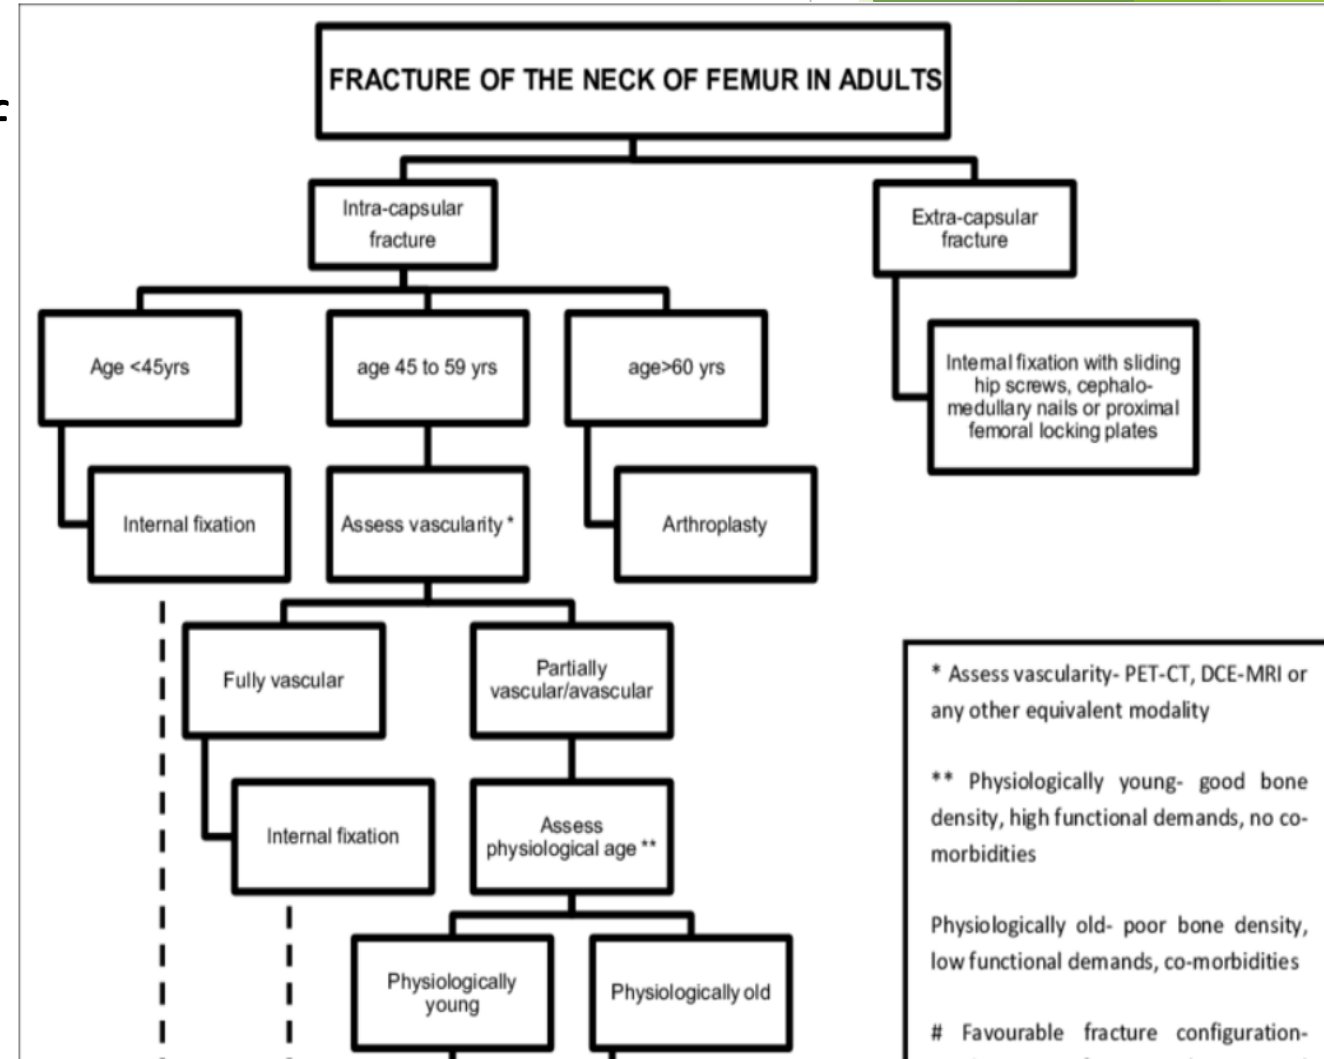 FRACTURE OF THE NECK OF FEMUR IN ADULTS
Intra-capsular
fracture
Extra-capsular
fracture
Age <45yrs
age 45 to 59 yrs
age>60 yrs
Internal fixation with sliding
hip screws, cephalo-
medullary nails or proximal
femoral locking plates
Internal fixation
Assess vascularity *
Arthroplasty
Fully vascular
Partially
vascular/avascular
Internal fixation
Assess
physiological age **
Physiologically
young
Physiologically old
* Assess vascularity- PET-CT, DCE-MRI or
any other equivalent modality
** Physiologically young- good bone
density, high functional demands, no co-
morbidities
Physiologically old- poor bone density,
low functional demands, co-morbidities
# Favourable fracture configuration-